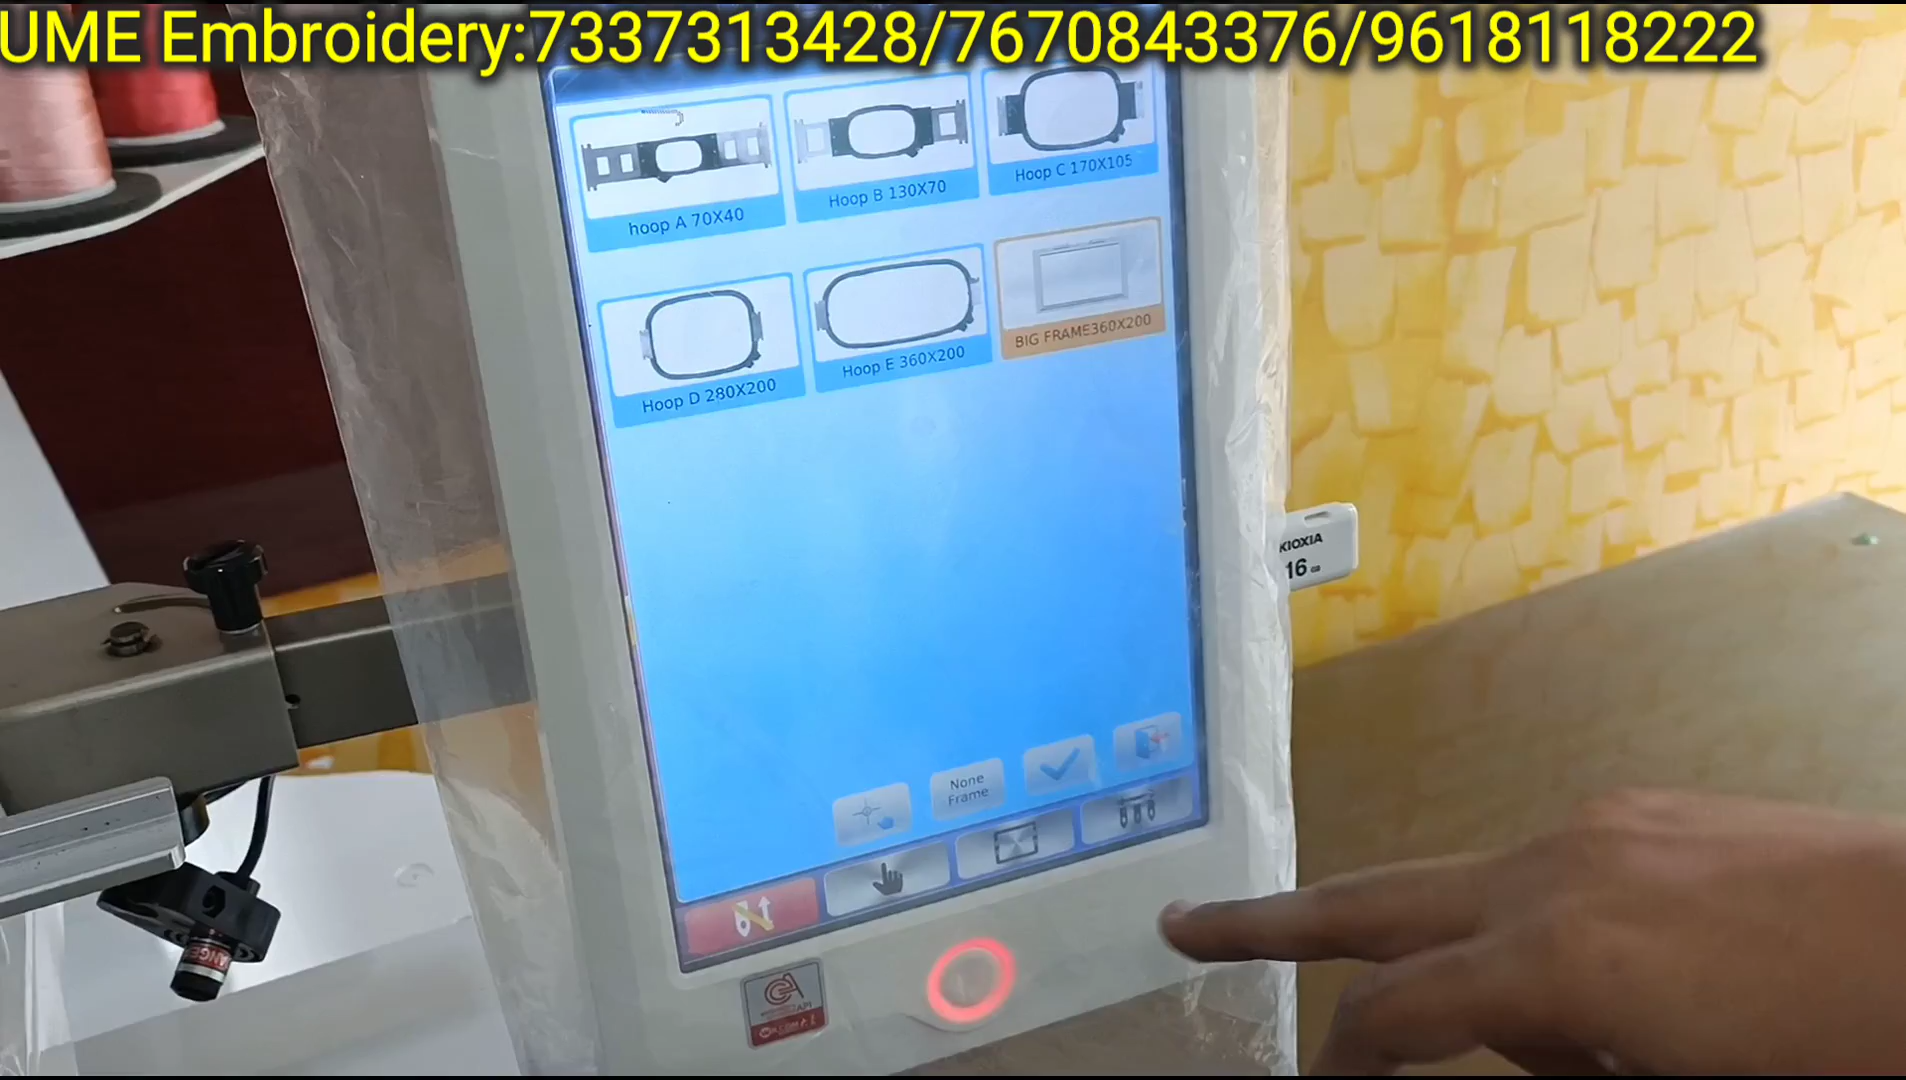 UME Embroidery:7337313428/7670843376/9618118222
hoop A 70X40
Hoop B 130X70
Hoop C 170X105
Hoop D 280X200
Hoop E 360X200
BIG FRAME360X200
None
Frame
KIOXIA
16 GB